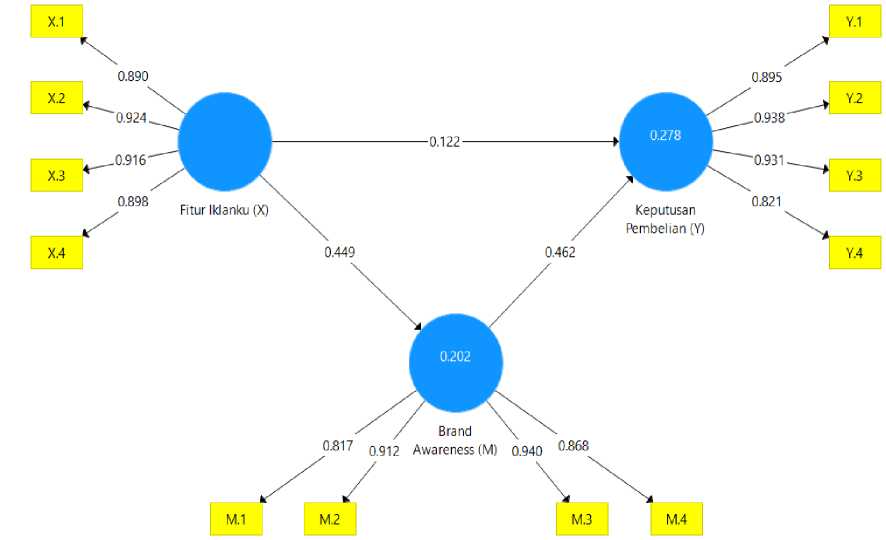 X.1
Y.1
0.890
0.895
X.2
Y.2
0.924
0.938
0.278
0.122
0.916
0.931
X.3
Y.3
0.898
0.821
Fitur Iklanku (X)
Keputusan
Pembelian (Y)
X.4
Y.4
0.449
0.462
0.202
Brand
Awareness (M)
0.817
0.912
0.940
0.868
M.1
M.2
M.3
M.4